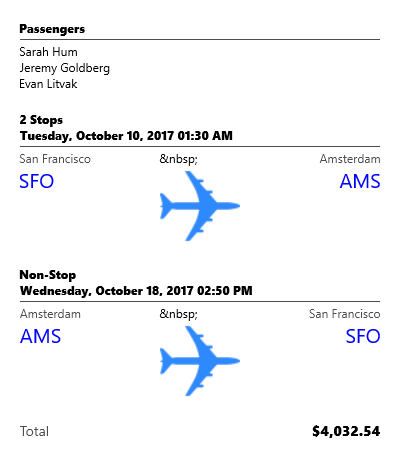 Passengers
Sarah Hum
Jeremy Goldberg
Evan Litvak
2 Stops
Tuesday, October 10, 2017 01:30 AM
San Francisco &nbsp; Amsterdam
SFO AMS
Non-Stop
Wednesday, October 18, 2017 02:50 PM
Amsterdam &nbsp; San Francisco
AMS SFO
Total $4,032.54